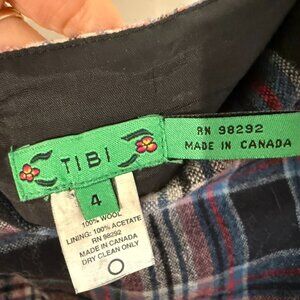 TIBI
RN 98292
MADE IN CANADA
4
100% WOOL
LINING: 100% ACETATE
RN 98292
MADE IN CANADA
DRY CLEAN ONLY